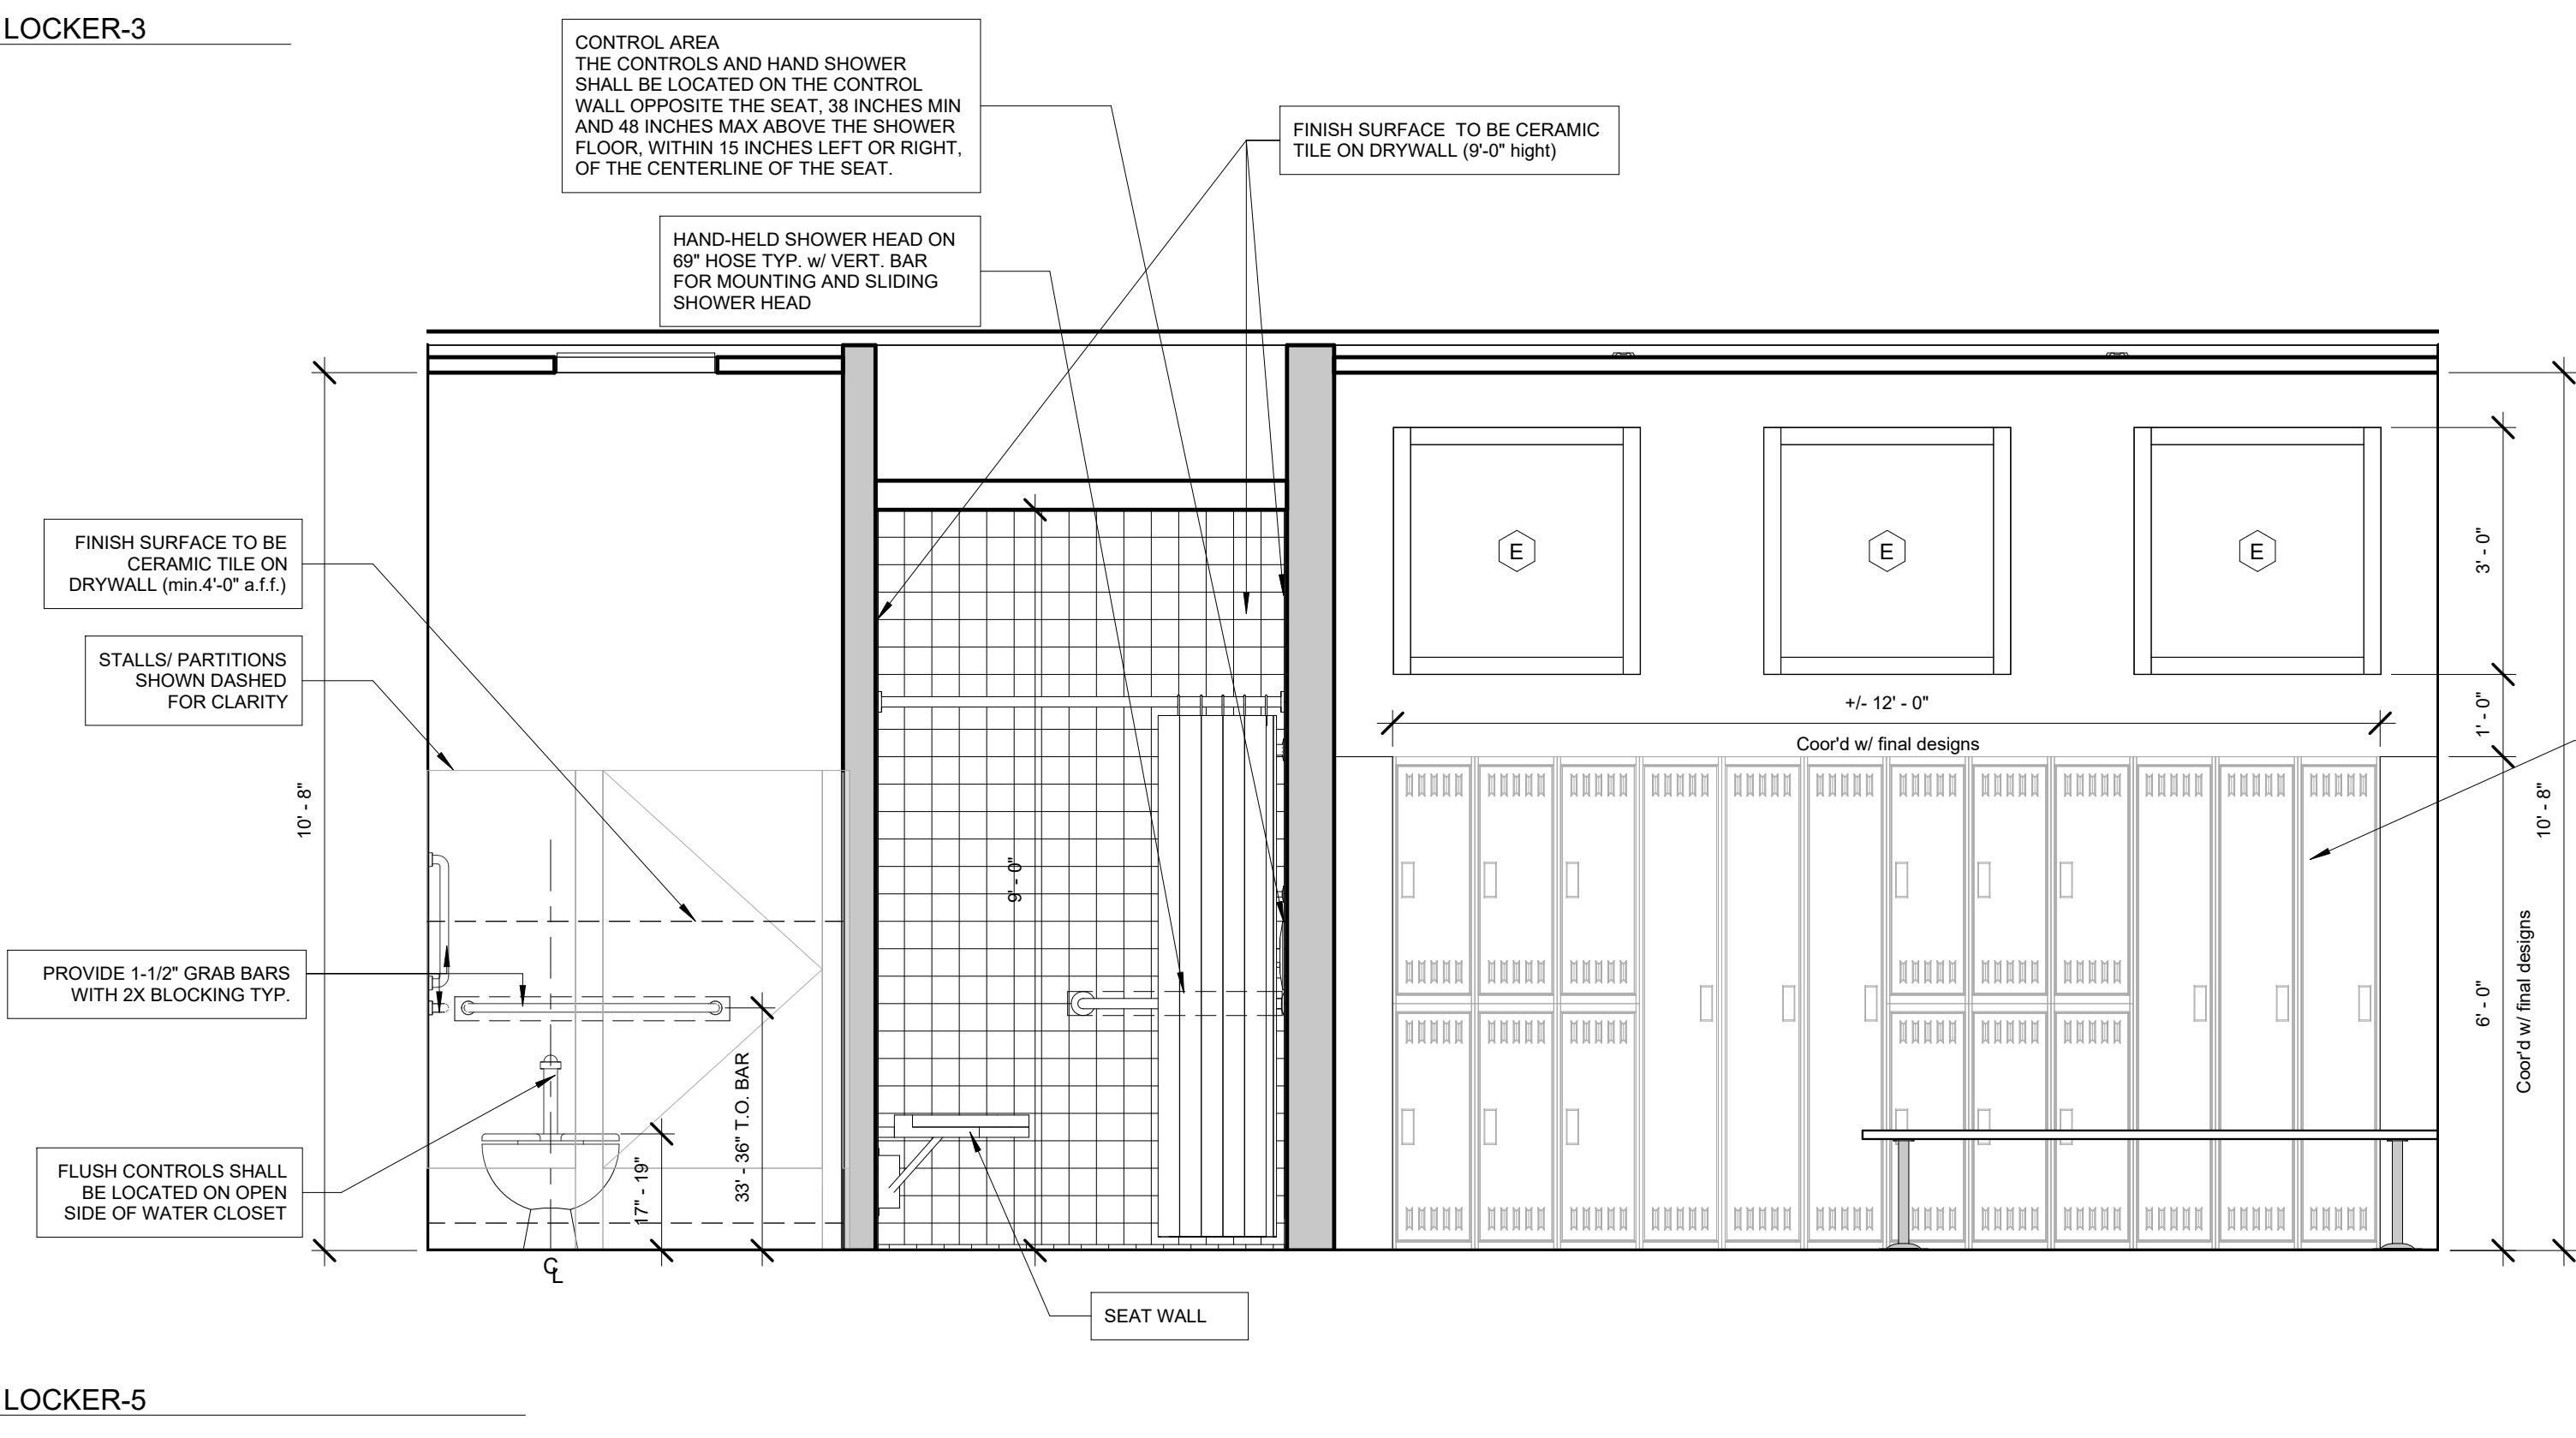 LOCKER-3
CONTROL AREA
THE CONTROLS AND HAND SHOWER
SHALL BE LOCATED ON THE CONTROL
WALL OPPOSITE THE SEAT, 38 INCHES MIN
AND 48 INCHES MAX ABOVE THE SHOWER
FLOOR, WITHIN 15 INCHES LEFT OR RIGHT,
OF THE CENTERLINE OF THE SEAT.
FINISH SURFACE  TO BE CERAMIC
TILE ON DRYWALL (9'-0" hight)
HAND-HELD SHOWER HEAD ON
69" HOSE TYP. w/ VERT. BAR
FOR MOUNTING AND SLIDING
SHOWER HEAD
FINISH SURFACE TO BE
CERAMIC TILE ON
DRYWALL (min.4'-0" a.f.f.)
STALLS/ PARTITIONS
SHOWN DASHED
FOR CLARITY
10' - 8"
PROVIDE 1-1/2" GRAB BARS
WITH 2X BLOCKING TYP.
FLUSH CONTROLS SHALL
BE LOCATED ON OPEN
SIDE OF WATER CLOSET
CL
17" - 19"
33' - 36" T.O. BAR
9' - 0"
SEAT WALL
E
E
E
+/- 12' - 0"
Coor'd w/ final designs
3' - 0"
1' - 0"
6' - 0"
Coor'd w/ final designs
10' - 8"
LOCKER-5